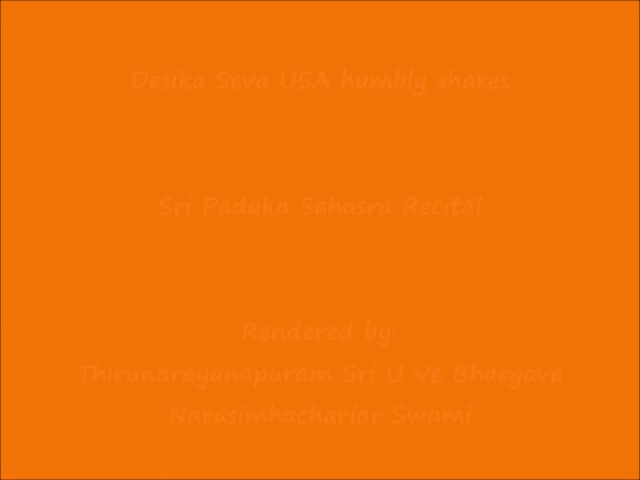 Desika Seva USA humbly shares
Sri Paduka Sahasra Recital
Rendered by:
Thirunarayanapuram Sri U Ve Bhargava
Narasimhachariar Swami